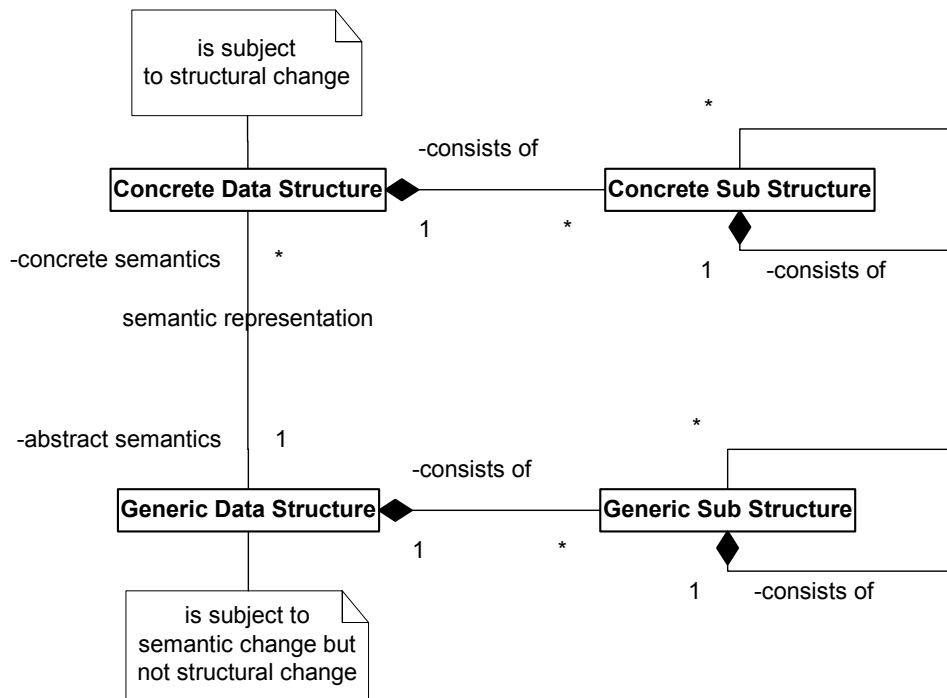 is subject
to structural change
*
-consists of
Concrete Data Structure
Concrete Sub Structure
1
*
-concrete semantics
*
1
-consists of
semantic representation
-abstract semantics
1
*
-consists of
Generic Data Structure
Generic Sub Structure
1
*
1
-consists of
is subject to
semantic change but
not structural change